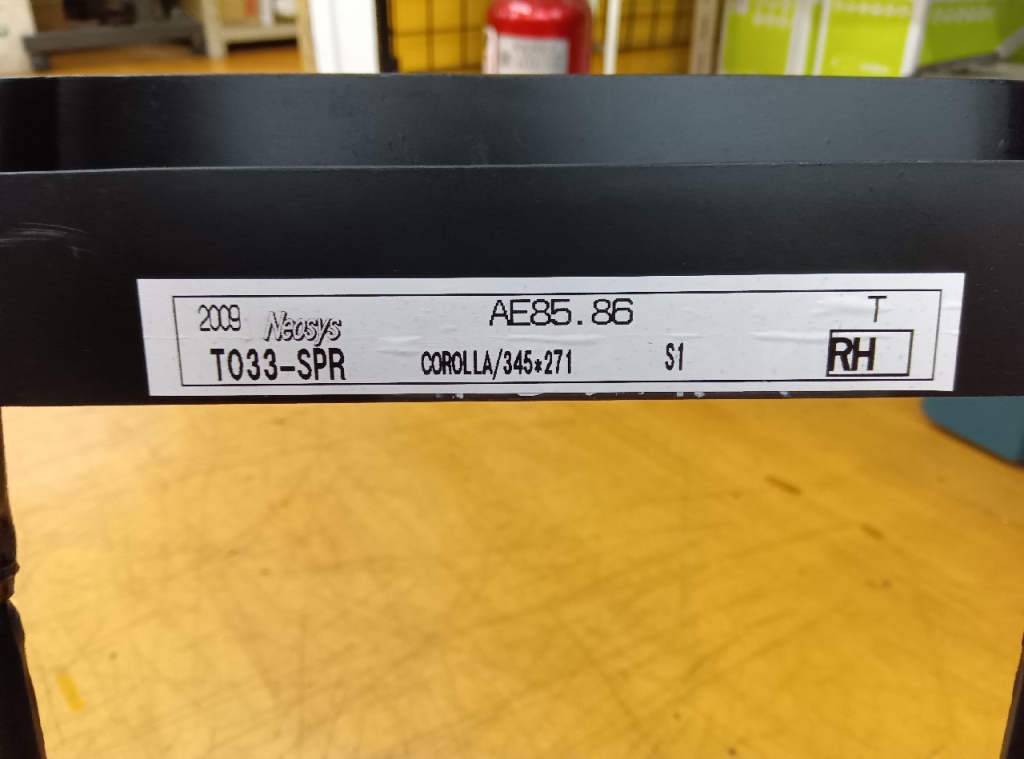 2009 Neosys AE85.86 T
T033-SPR COROLLA/345*271 S1 RH